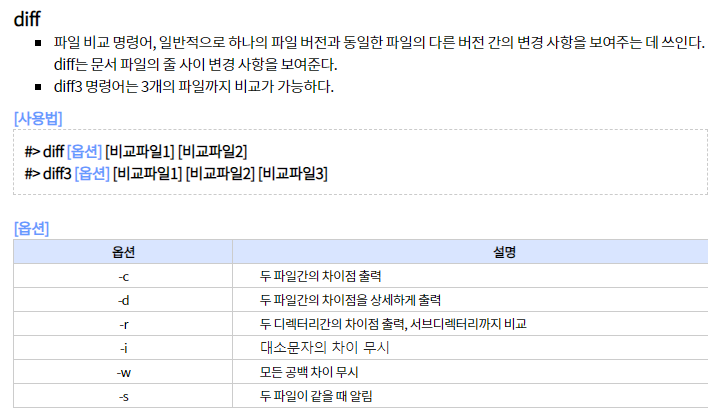 diff
▪ 파일 비교 명령어, 일반적으로 하나의 파일 버전과 동일한 파일의 다른 버전 간의 변경 사항을 보여주는 데 쓰인다.
diff는 문서 파일의 줄 사이 변경 사항을 보여준다.
▪ diff3 명령어는 3개의 파일까지 비교가 가능하다.
[사용법]
#> diff [옵션] [비교파일1] [비교파일2]
#> diff3 [옵션] [비교파일1] [비교파일2] [비교파일3]
[옵션]
옵션 설명
-c 두 파일간의 차이점 출력
-d 두 파일간의 차이점을 상세하게 출력
-r 두 디렉터리간의 차이점 출력, 서브디렉터리까지 비교
-i 대소문자의 차이 무시
-w 모든 공백 차이 무시
-s 두 파일이 같을 때 알림